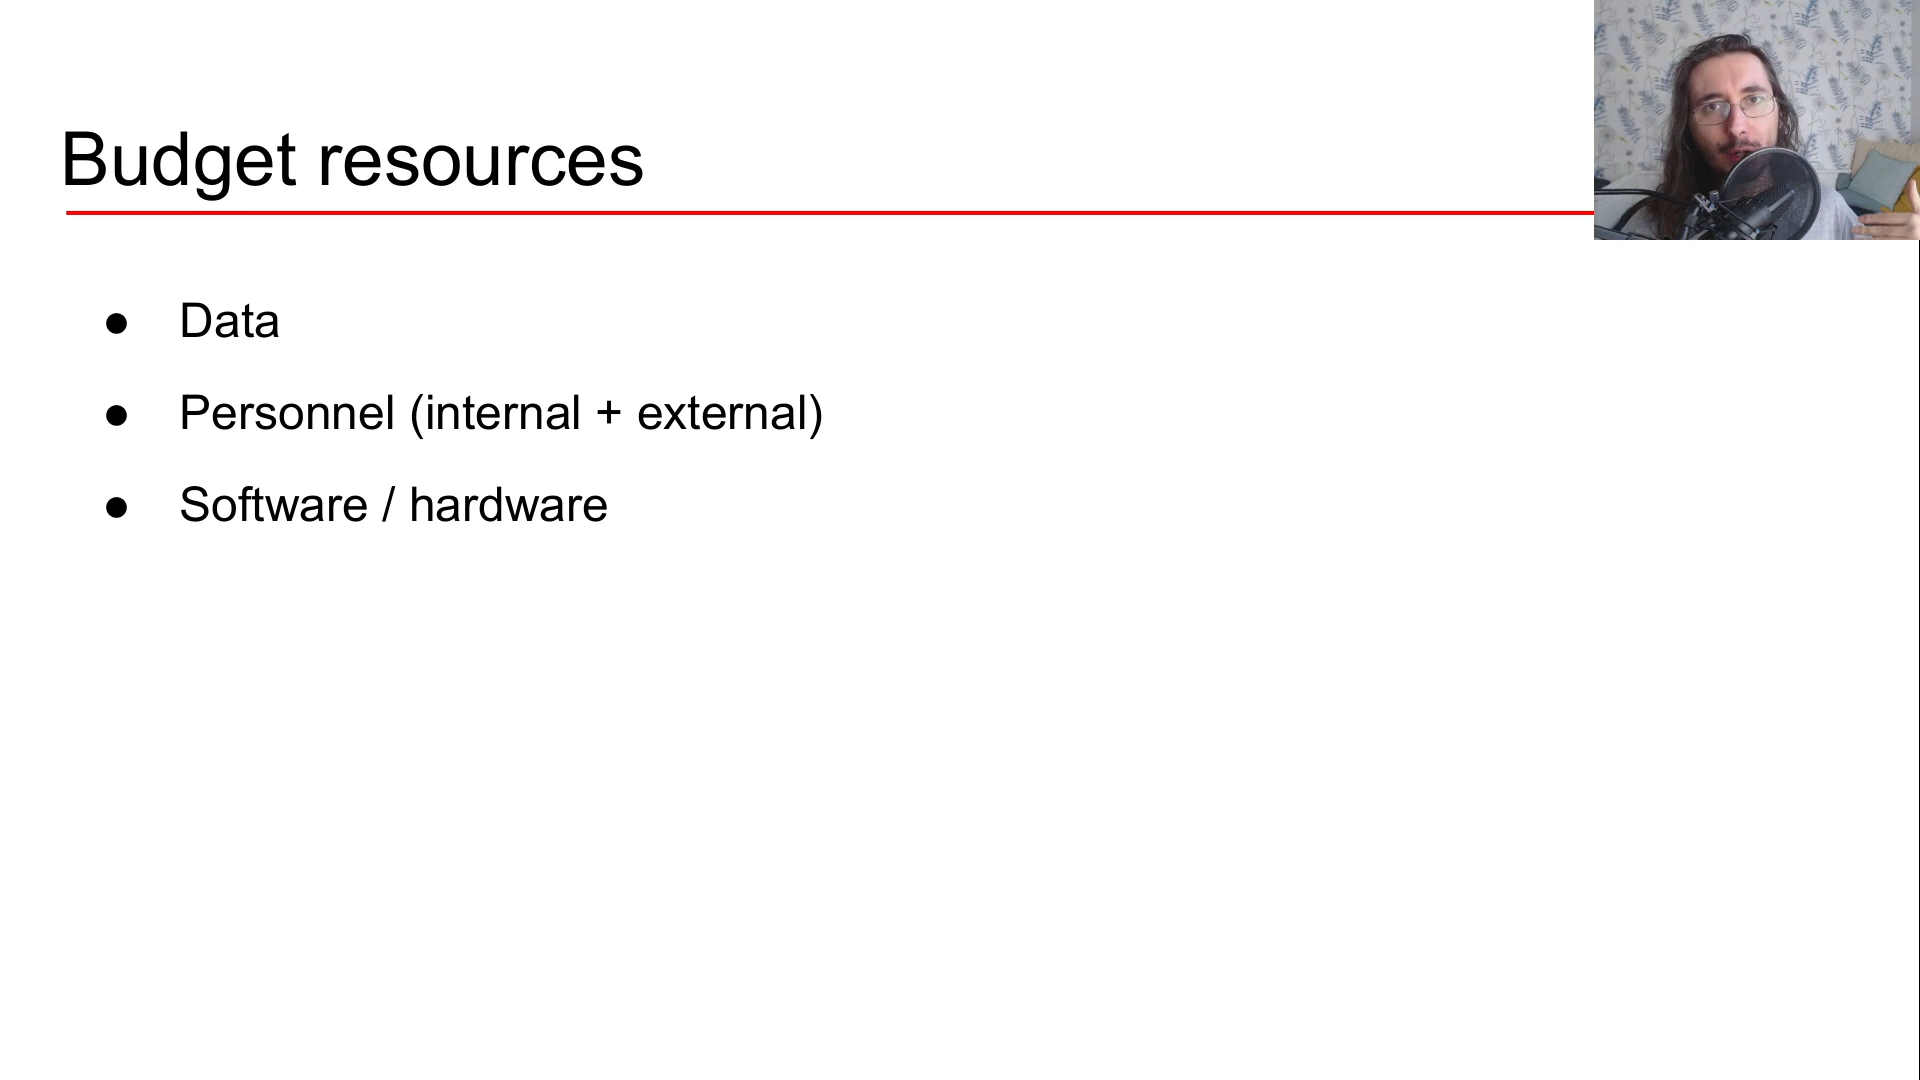 Budget resources
● Data
● Personnel (internal + external)
● Software / hardware